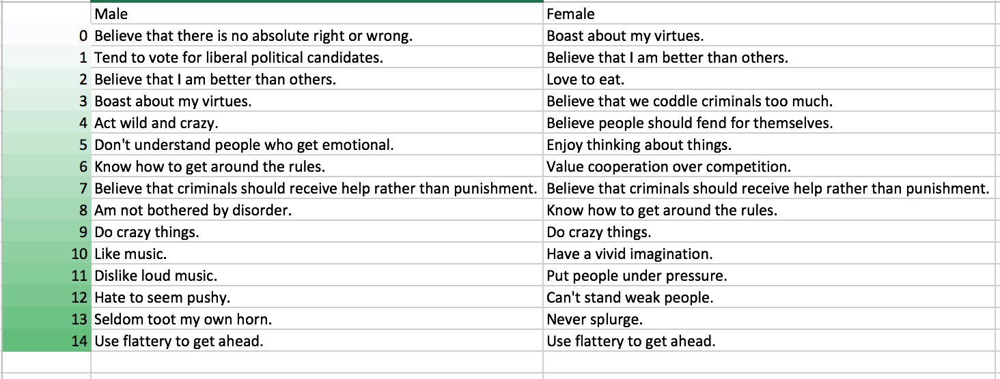 Male Female
0 Believe that there is no absolute right or wrong. Boast about my virtues.
1 Tend to vote for liberal political candidates. Believe that I am better than others.
2 Believe that I am better than others. Love to eat.
3 Boast about my virtues. Believe that we coddle criminals too much.
4 Act wild and crazy. Believe people should fend for themselves.
5 Don't understand people who get emotional. Enjoy thinking about things.
6 Know how to get around the rules. Value cooperation over competition.
7 Believe that criminals should receive help rather than punishment. Believe that criminals should receive help rather than punishment.
8 Am not bothered by disorder. Know how to get around the rules.
9 Do crazy things. Do crazy things.
10 Like music. Have a vivid imagination.
11 Dislike loud music. Put people under pressure.
12 Hate to seem pushy. Can't stand weak people.
13 Seldom toot my own horn. Never splurge.
14 Use flattery to get ahead. Use flattery to get ahead.